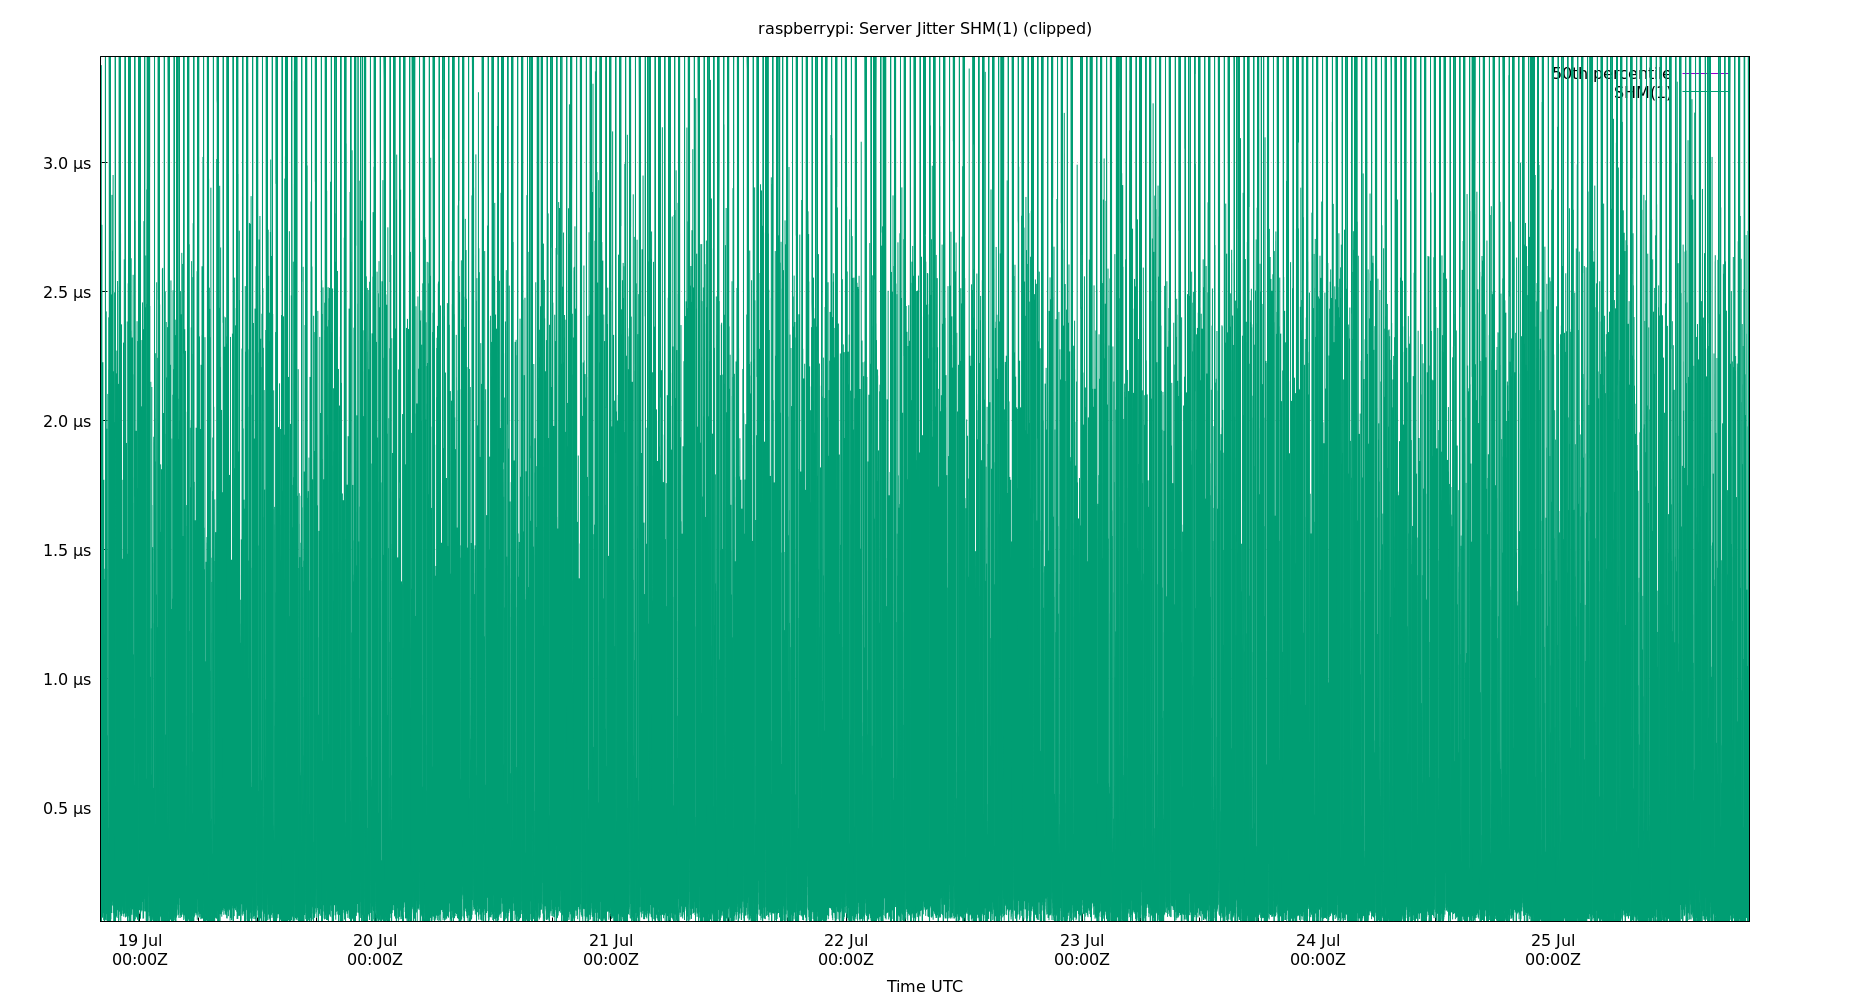 raspberrypi: Server Jitter SHM(1) (clipped)
50th percentile
SHM(1)
3.0 µs
2.5 µs
2.0 µs
1.5 µs
1.0 µs
0.5 µs
19 Jul 20 Jul 21 Jul 22 Jul 23 Jul 24 Jul 25 Jul
00:00Z 00:00Z 00:00Z 00:00Z 00:00Z 00:00Z 00:00Z
Time UTC